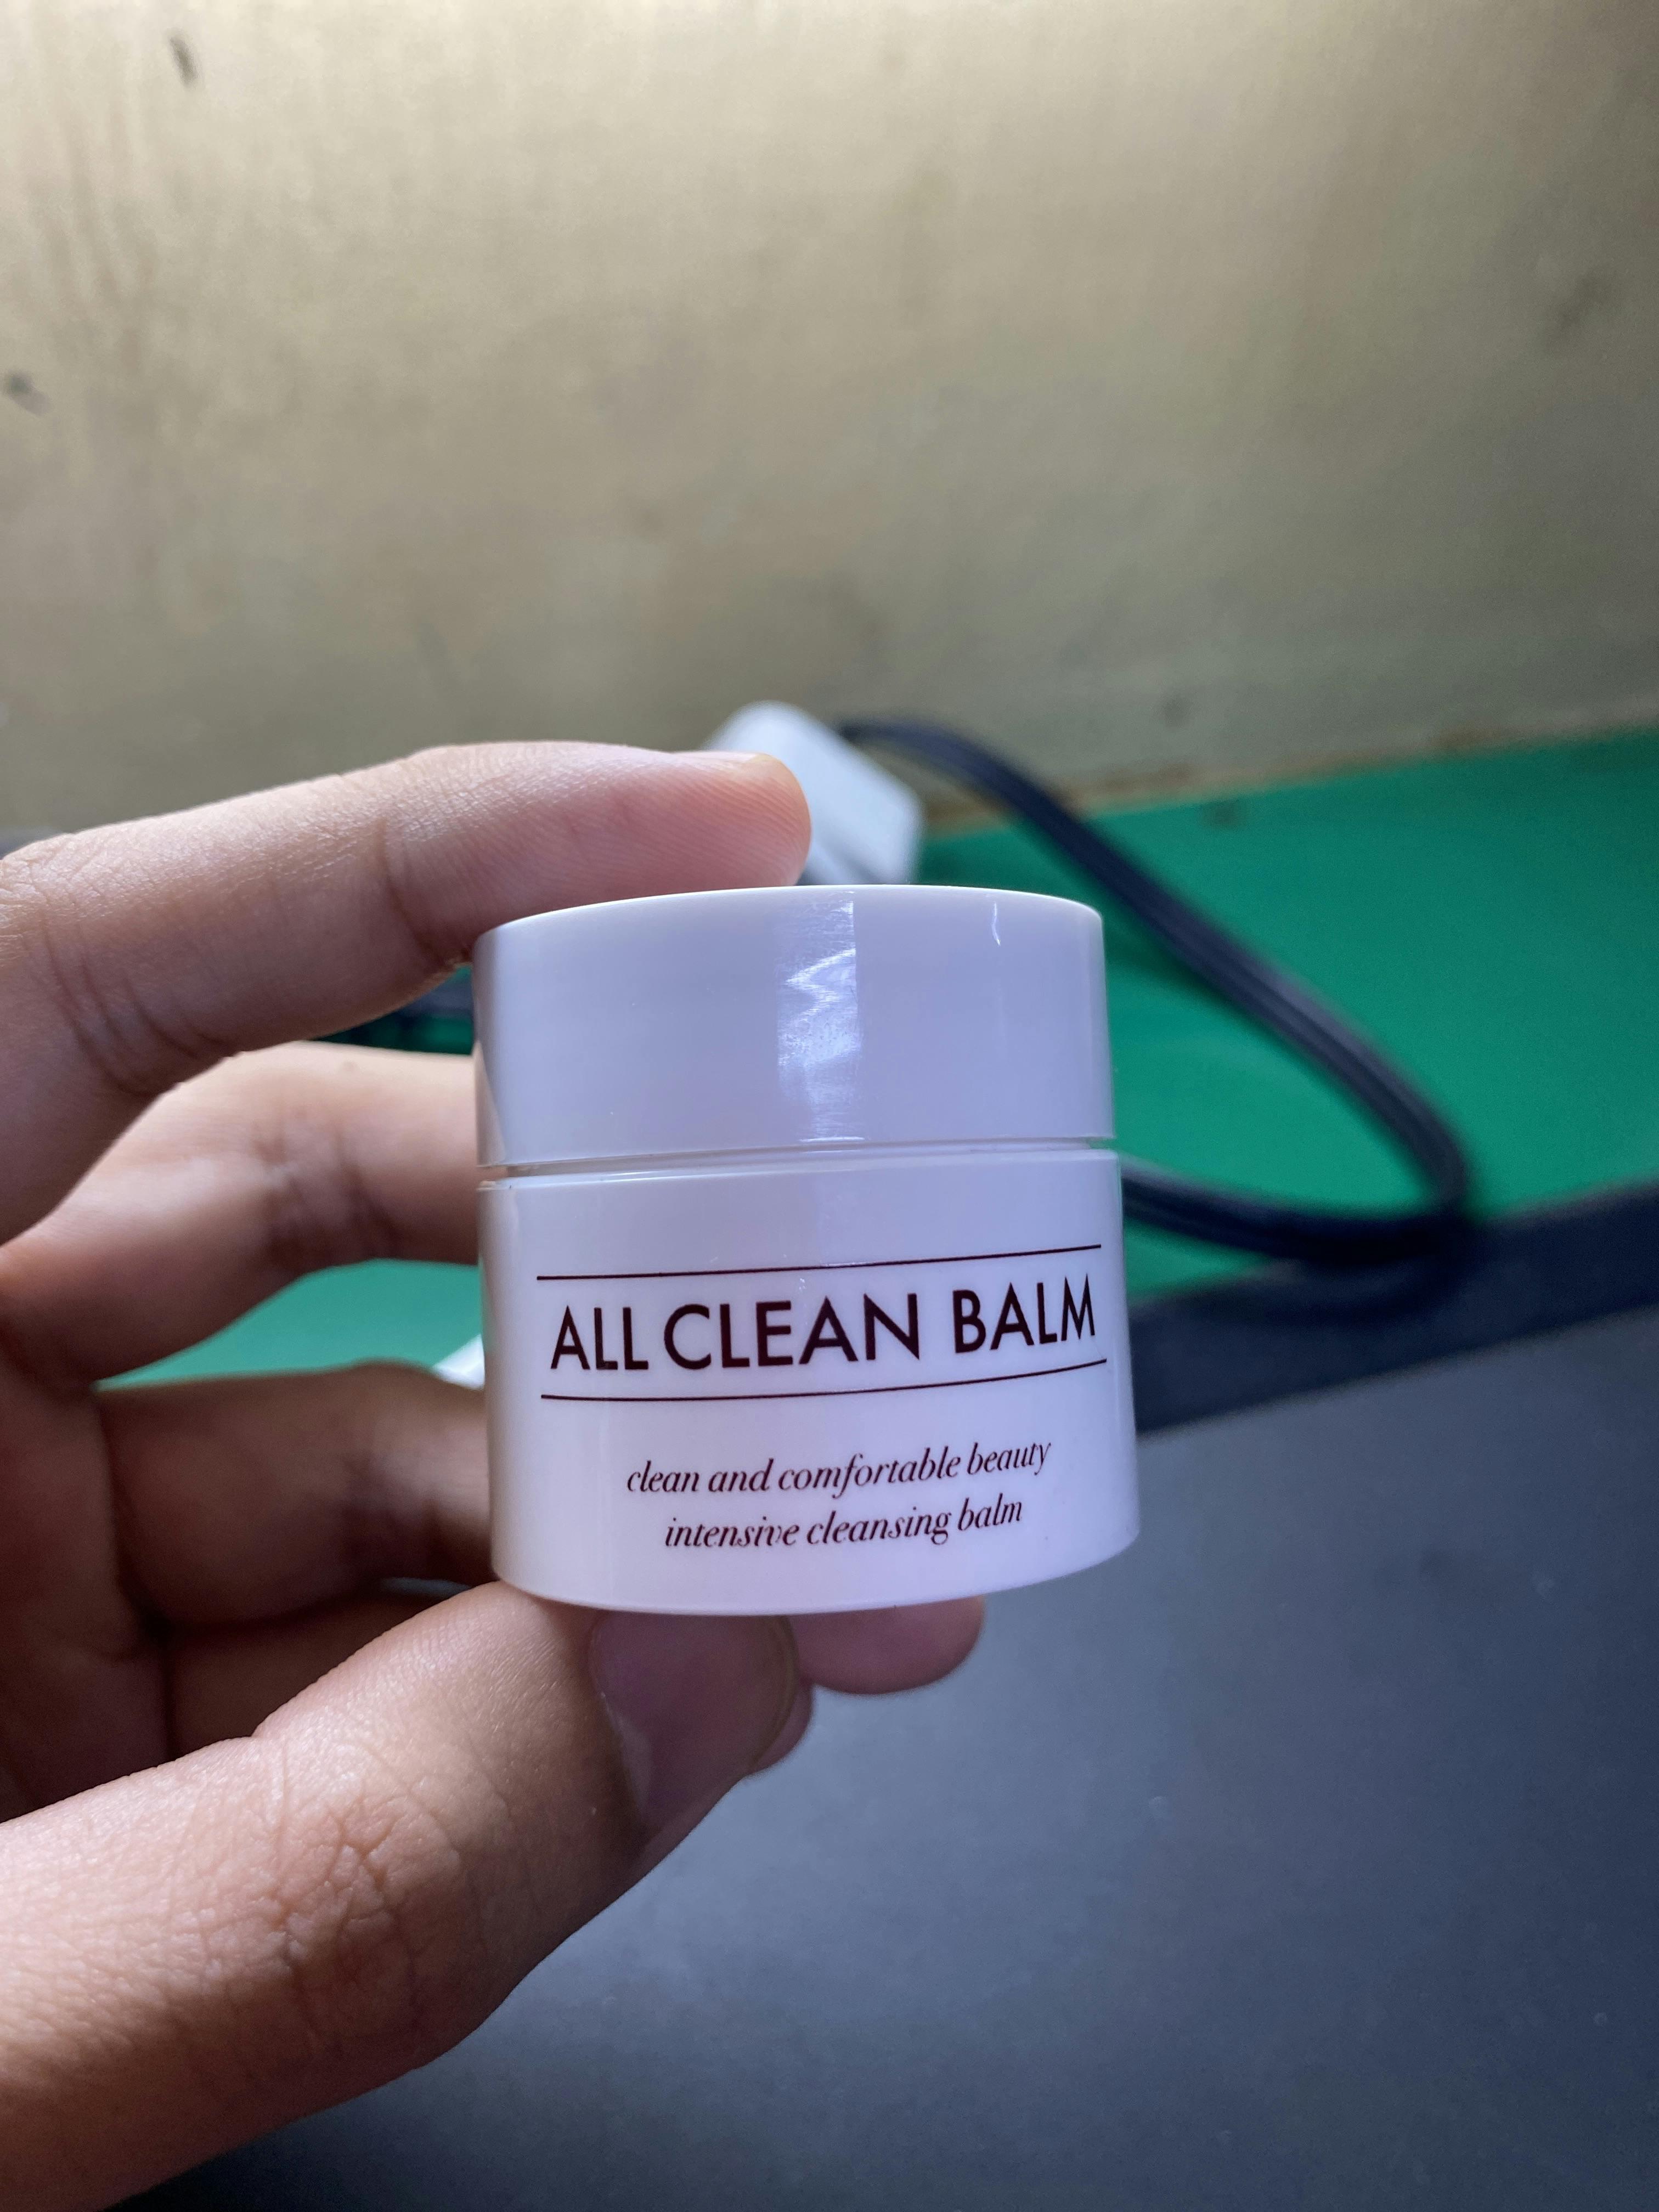 ALL CLEAN BALM
clean and comfortable beauty
intensive cleansing balm